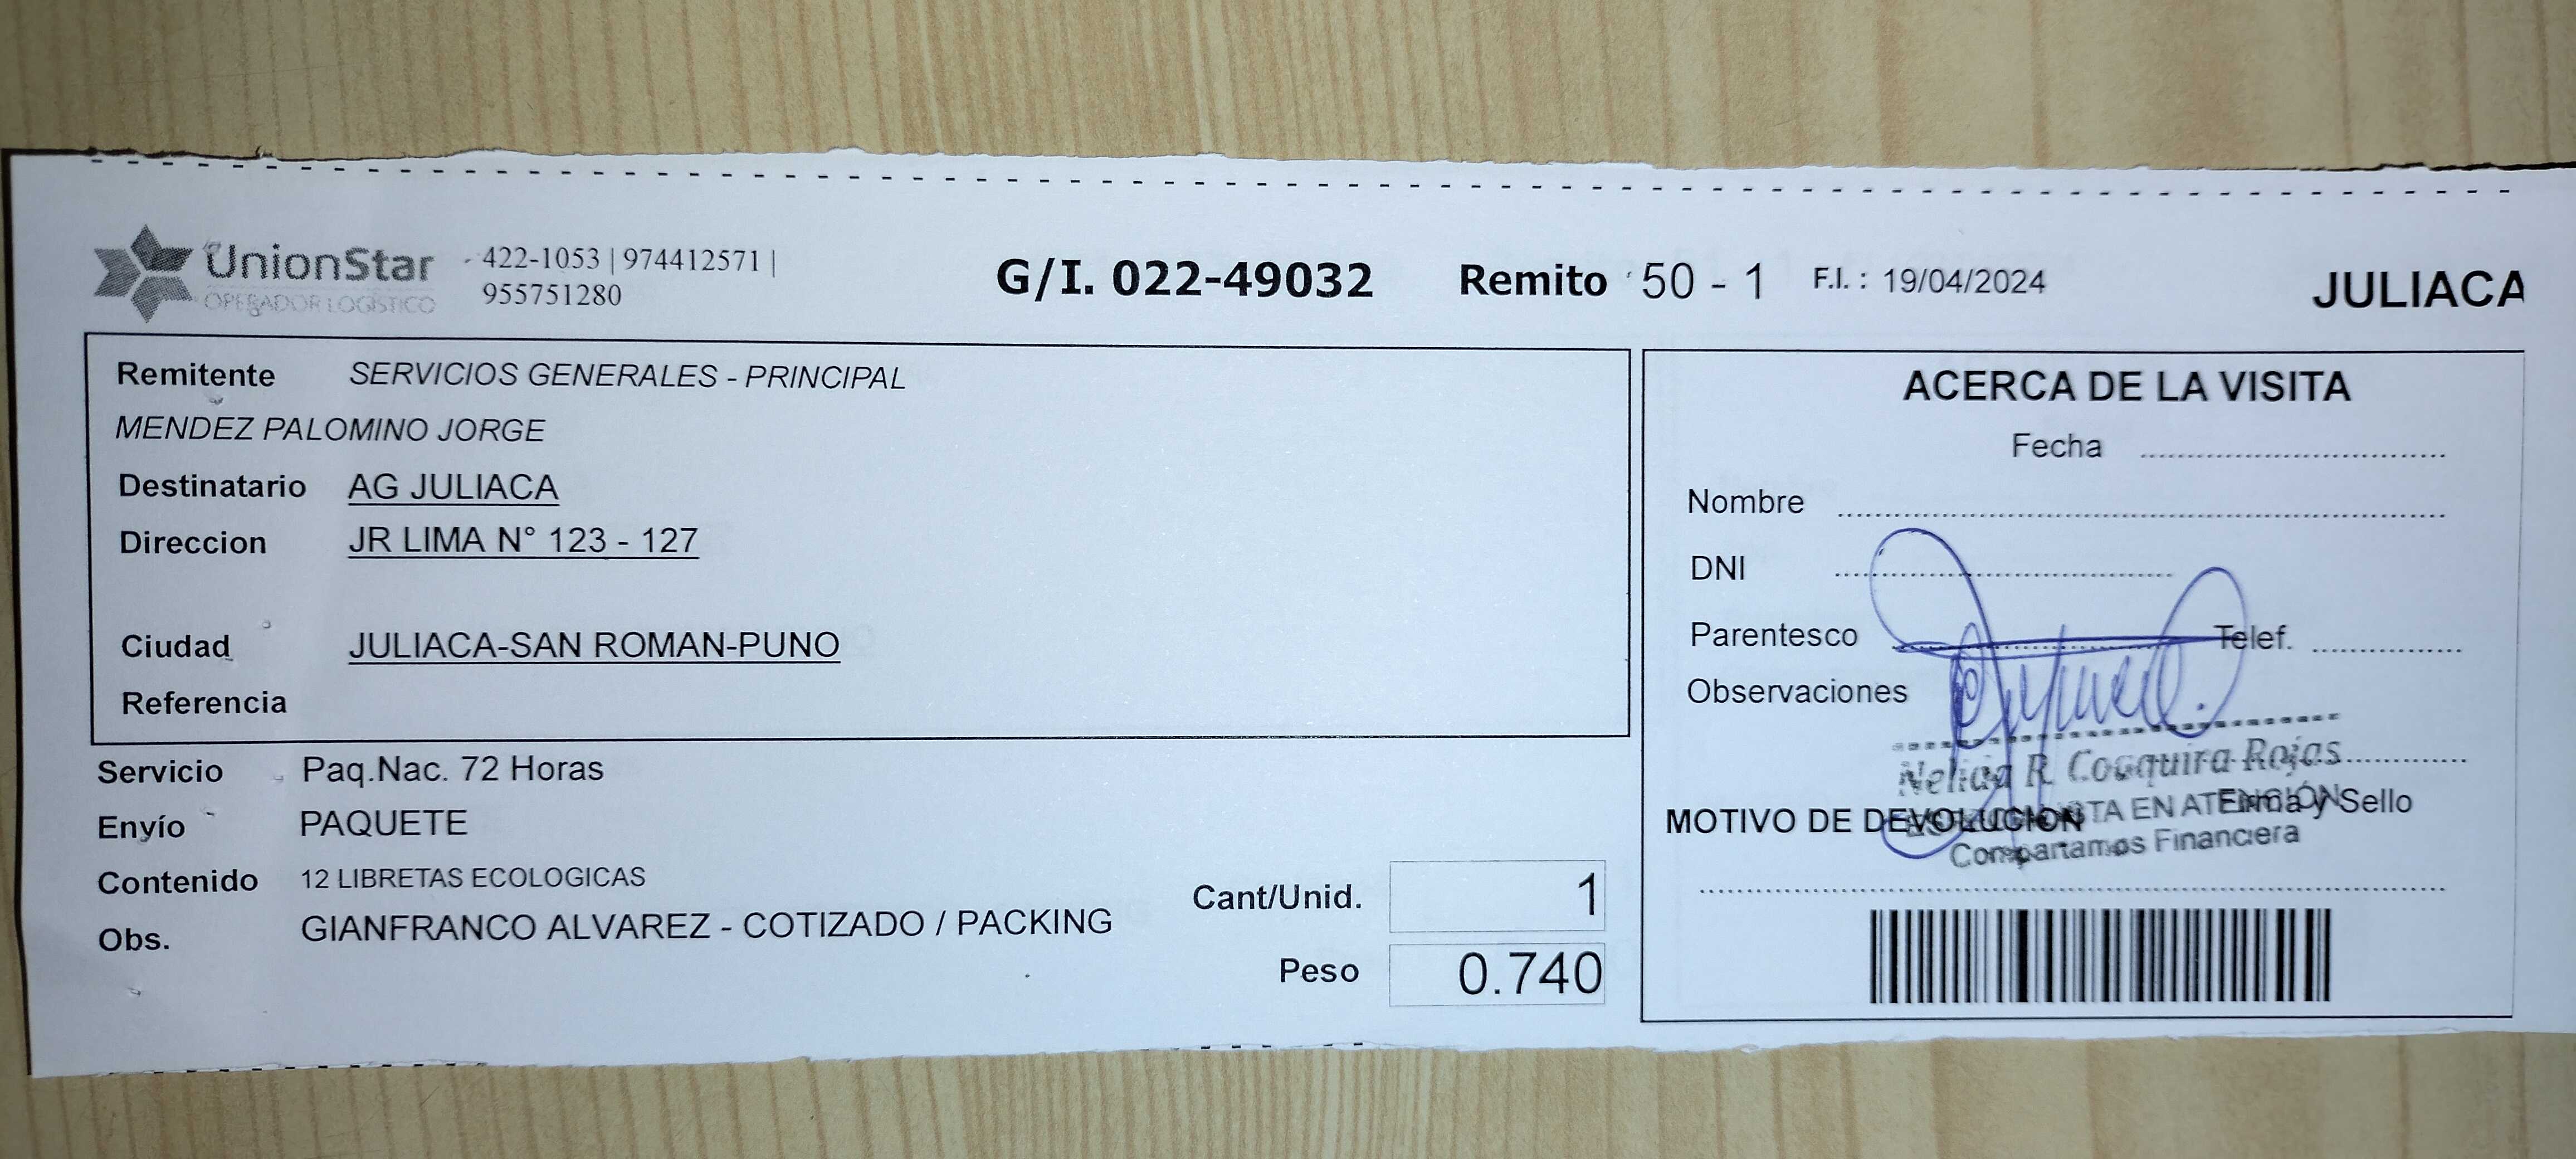 UnionStar
OPERADOR LOGÍSTICO
422-1053 | 974412571 |
955751280
G/I. 022-49032
Remito 50 - 1
F.I. : 19/04/2024
JULIACA
Remitente SERVICIOS GENERALES - PRINCIPAL
MENDEZ PALOMINO JORGE
Destinatario AG JULIACA
Direccion JR LIMA N° 123 - 127
Ciudad JULIACA-SAN ROMAN-PUNO
Referencia
Servicio Paq.Nac. 72 Horas
Envío PAQUETE
Contenido 12 LIBRETAS ECOLOGICAS
Obs. GIANFRANCO ALVAREZ - COTIZADO / PACKING
Cant/Unid. 1
Peso 0.740
ACERCA DE LA VISITA
Fecha
Nombre
DNI
Parentesco Telef.
Observaciones
Nelida R. Cosquira Rojas
Firma y Sello
MOTIVO DE DEVOLUCION
EN ATENCIÓN
Compartamos Financiera